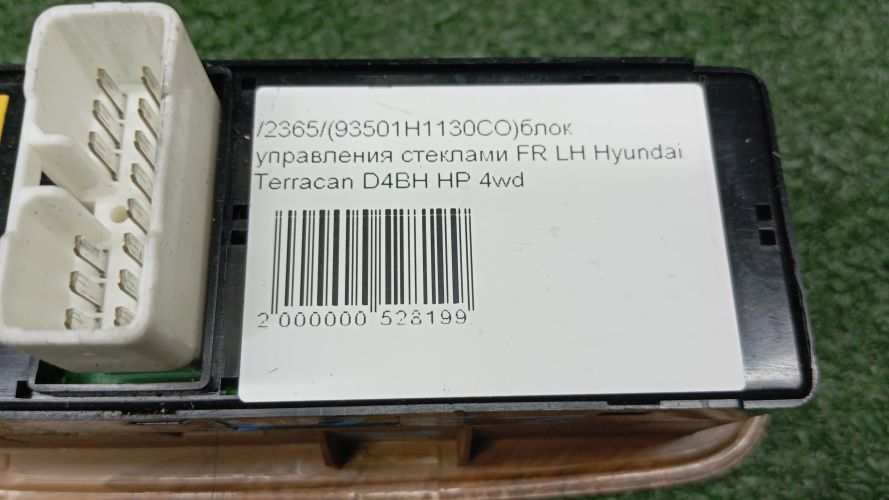 /2365/(93501H1130CO)блок
управления стеклами FR LH Hyundai
Terracan D4BH HP 4wd
2 000000 528199